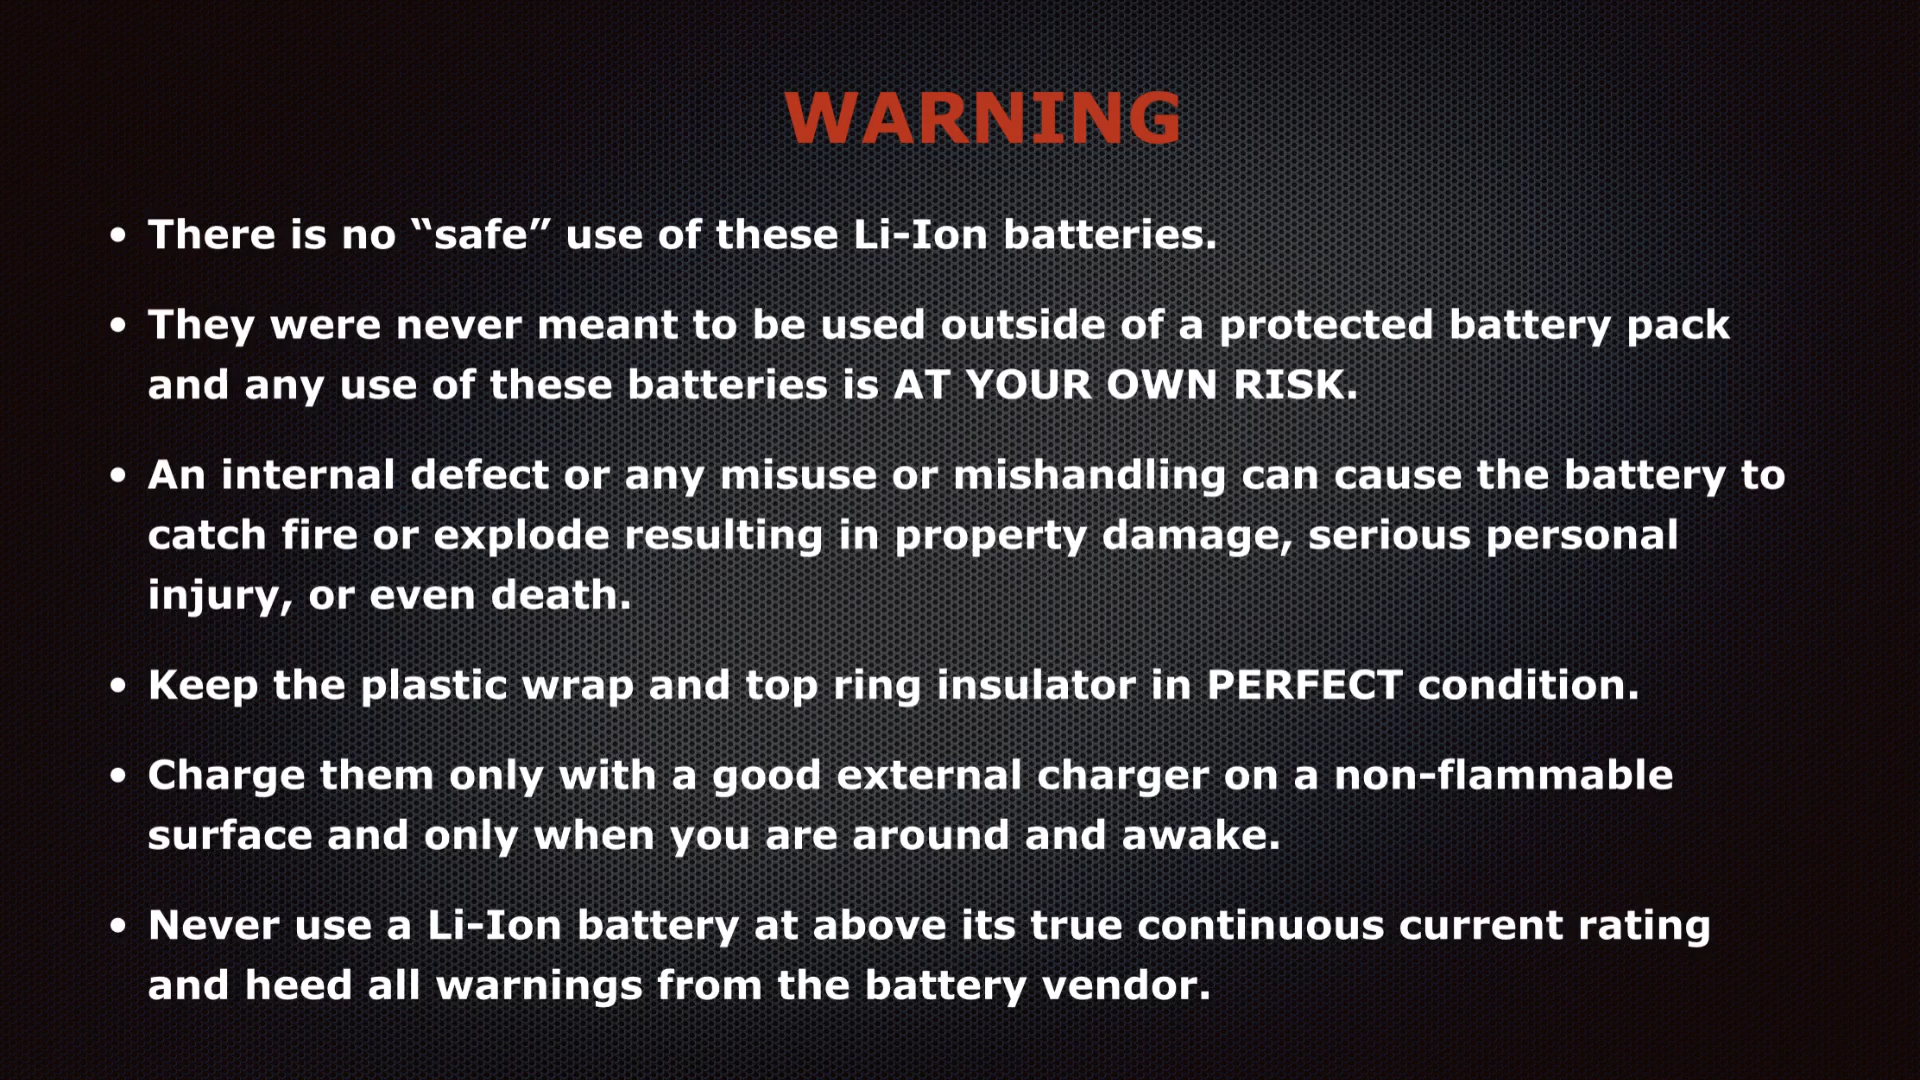 WARNING
• There is no “safe” use of these Li-Ion batteries.
• They were never meant to be used outside of a protected battery pack
and any use of these batteries is AT YOUR OWN RISK.
• An internal defect or any misuse or mishandling can cause the battery to
catch fire or explode resulting in property damage, serious personal
injury, or even death.
• Keep the plastic wrap and top ring insulator in PERFECT condition.
• Charge them only with a good external charger on a non-flammable
surface and only when you are around and awake.
• Never use a Li-Ion battery at above its true continuous current rating
and heed all warnings from the battery vendor.